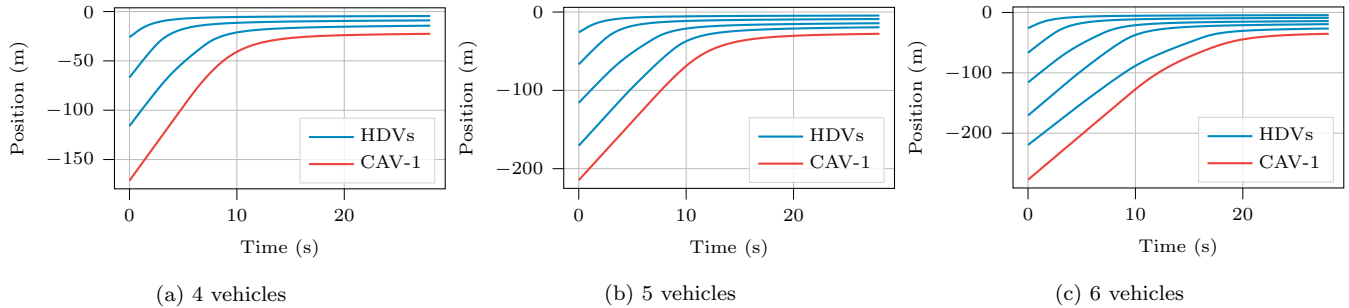 0
−50
−100
−150
Position (m)
0
10
20
Time (s)
HDVs
CAV-1
(a) 4 vehicles
0
−100
−200
Position (m)
0
10
20
Time (s)
HDVs
CAV-1
(b) 5 vehicles
0
−100
−200
Position (m)
0
10
20
Time (s)
HDVs
CAV-1
(c) 6 vehicles